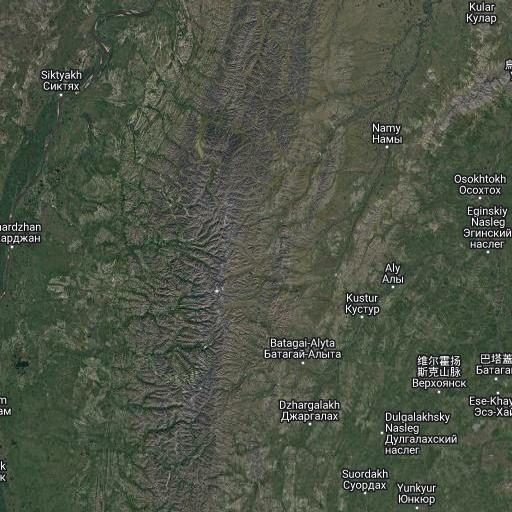 Kular
Кулар
Siktyakh
Сиктях
Namy
Намы
Osokhtokh
Осохтох
Eginskiy
Nasleg
Эгинский
наслег
ardzhan
арджан
Aly
Алы
Kustur
Кустур
Batagai-Alyta
Батагай-Алыта
维尔霍扬
斯克山脉
Верхоянск
巴塔蓋
Батагаи
Dzhargalakh
Джаргалах
Ese-Khay
Эсэ-Хай
Dulgalakhsky
Nasleg
Дулгалахский
наслег
Suordakh
Суордах
Yunkyur
Юнкюр